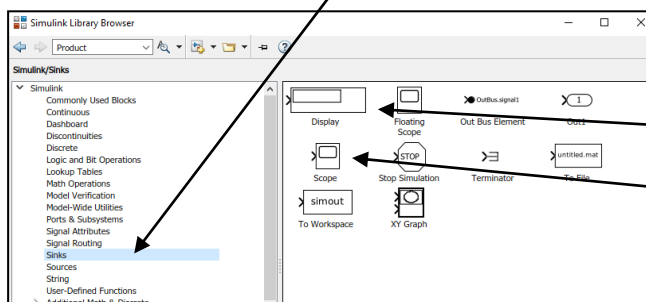 Simulink Library Browser
Product
?
Simulink/Sinks
Simulink
Commonly Used Blocks
Continuous
Dashboard
Discontinuities
Discrete
Logic and Bit Operations
Lookup Tables
Math Operations
Model Verification
Model-Wide Utilities
Ports & Subsystems
Signal Attributes
Signal Routing
Sinks
Sources
String
User-Defined Functions
Additional Math & Discrete
OutBus.signal1
1
Display
Floating
Scope
Out Bus Element
Out1
STOP
untitled.mat
Scope
Stop Simulation
Terminator
To File
simout
To Workspace
XY Graph